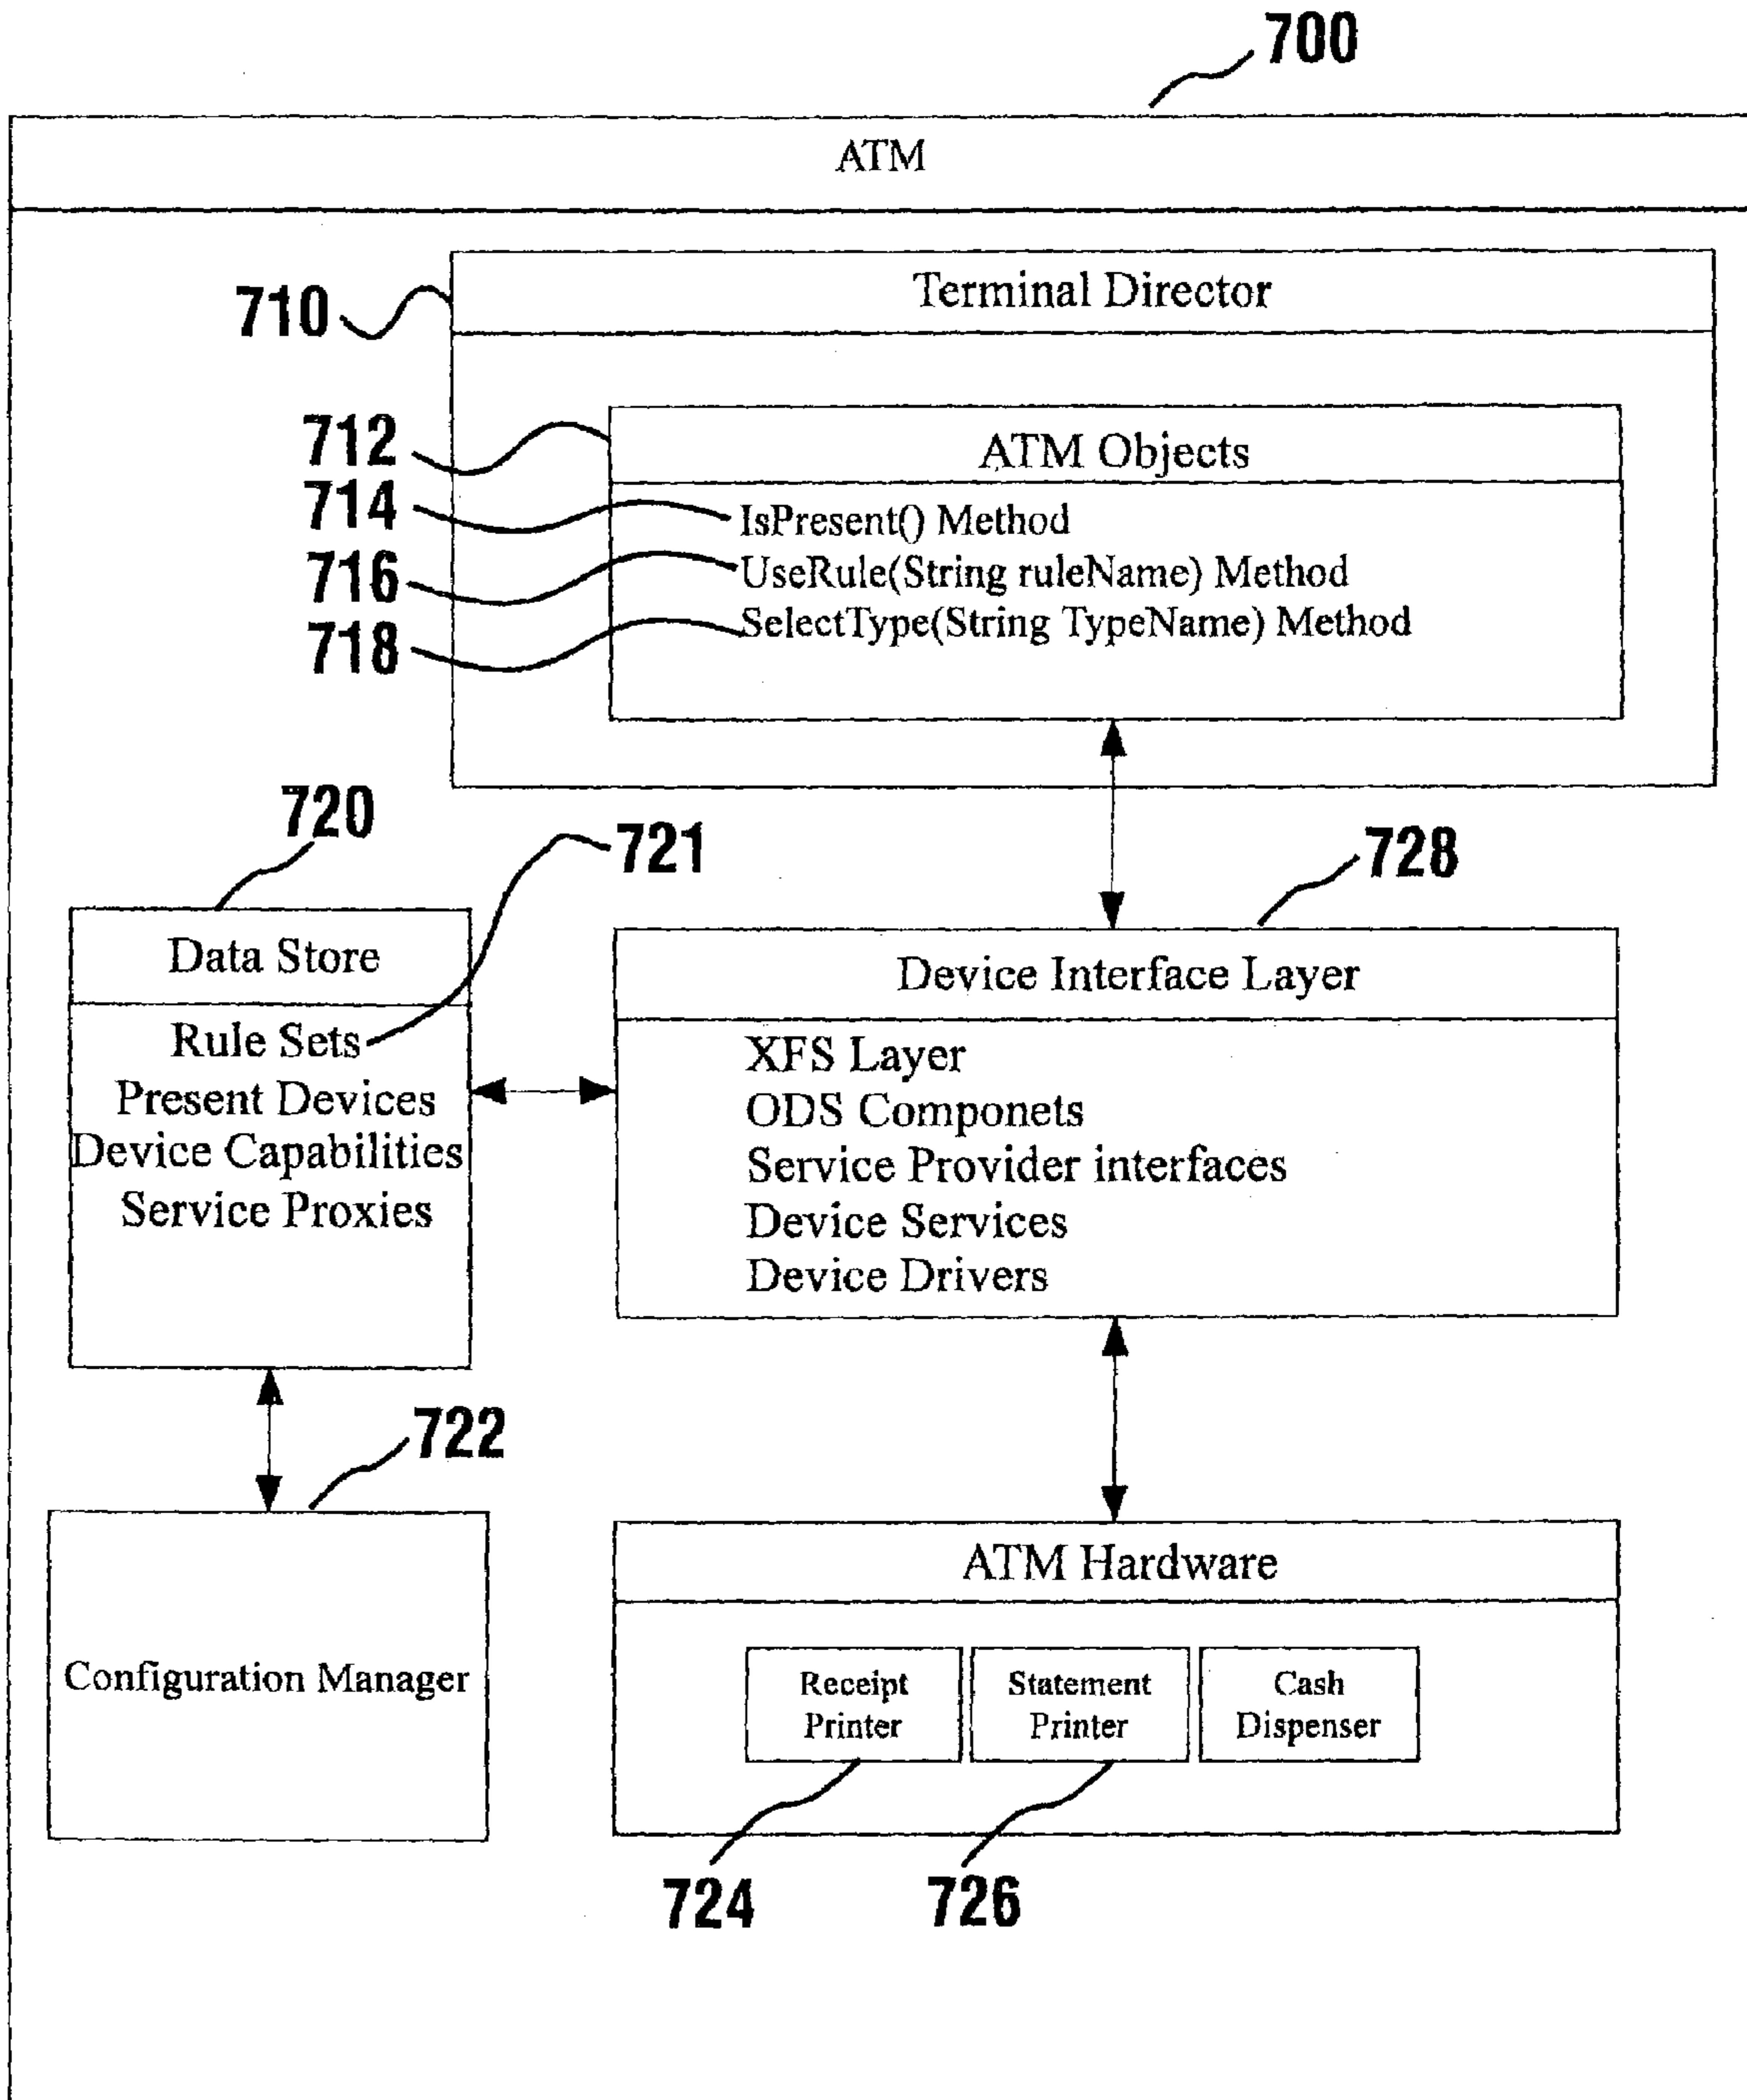 700
ATM
710
Terminal Director
712
ATM Objects
714
IsPresent() Method
716
UseRule(String ruleName) Method
718
SelectType(String TypeName) Method
720
721
728
Data Store
Rule Sets
Present Devices
Device Capabilities
Service Proxies
Device Interface Layer
XFS Layer
ODS Componets
Service Provider interfaces
Device Services
Device Drivers
722
Configuration Manager
ATM Hardware
Receipt
Printer
Statement
Printer
Cash
Dispenser
724
726